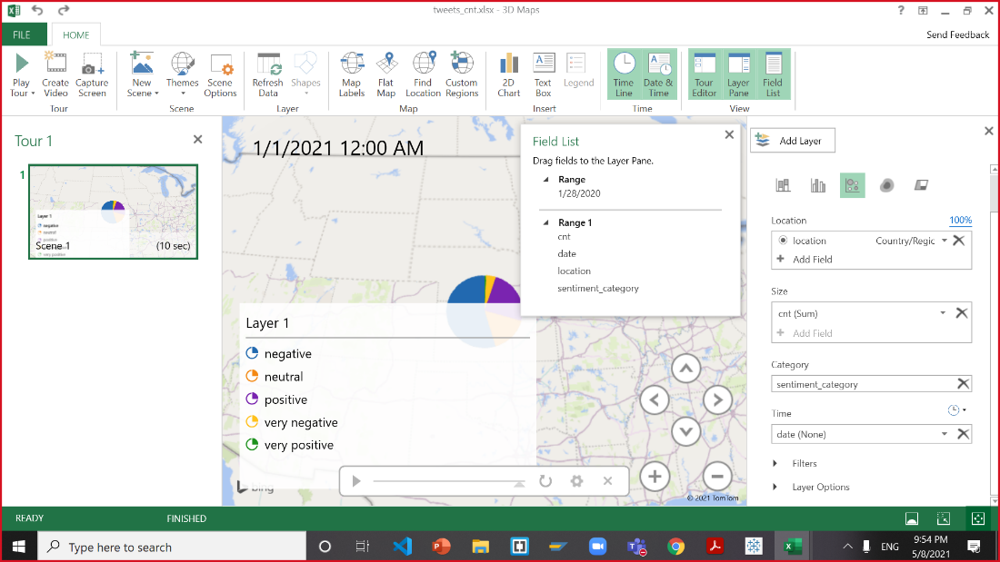 tweets_cnt.xlsx - 3D Maps
FILE
HOME
Send Feedback
Play Tour
Create Video
Capture Screen
Tour
New Scene
Themes
Scene Options
Scene
Refresh Data
Shapes
Layer
Map Labels
Flat Map
Find Location
Custom Regions
Map
2D Chart
Text Box
Legend
Insert
Time Line
Date & Time
Time
Tour Editor
Layer Pane
Field List
View
Tour 1
1
Layer 1
negative
neutral
positive
very positive
Scene 1
(10 sec)
1/1/2021 12:00 AM
Layer 1
negative
neutral
positive
very negative
very positive
bing
© 2021 TomTom
Field List
Drag fields to the Layer Pane.
Range
1/28/2020
Range 1
cnt
date
location
sentiment_category
Add Layer
Location
100%
location
Country/Regic
Add Field
Size
cnt (Sum)
Add Field
Category
sentiment_category
Time
date (None)
Filters
Layer Options
READY
FINISHED
Type here to search
ENG
9:54 PM
5/8/2021